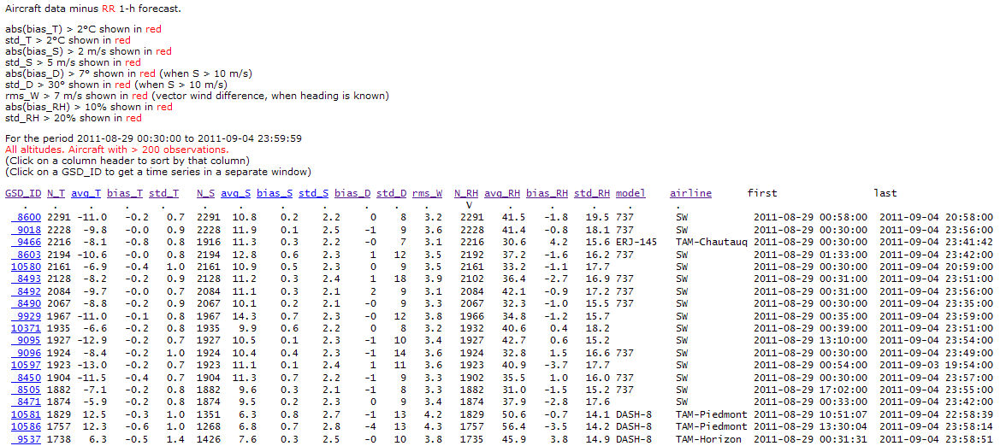 Aircraft data minus RR 1-h forecast.
abs(bias_T) > 2°C shown in red
std_T > 2°C shown in red
abs(bias_S) > 2 m/s shown in red
std_S > 5 m/s shown in red
abs(bias_D) > 7° shown in red (when S > 10 m/s)
std_D > 30° shown in red (when S > 10 m/s)
rms_W > 7 m/s shown in red (vector wind difference, when heading is known)
abs(bias_RH) > 10% shown in red
std_RH > 20% shown in red
For the period 2011-08-29 00:30:00 to 2011-09-04 23:59:59
All altitudes. Aircraft with > 200 observations.
(Click on a column header to sort by that column)
(Click on a GSD_ID to get a time series in a separate window)
GSD_ID N_T avg_T bias_T std_T N_S avg_S bias_S std_S bias_D std_D rms_W N_RH avg_RH bias_RH std_RH model airline first last
. . . . . . . . . . . . V . . . . .
8600 2291 -11.0 -0.2 0.7 2291 10.8 0.2 2.2 0 8 3.2 2291 41.5 -1.8 19.5 737 SW 2011-08-29 00:58:00 2011-09-04 20:58:00
9018 2228 -9.8 -0.0 0.9 2228 11.9 0.1 2.5 -1 9 3.6 2228 41.4 -0.8 18.1 737 SW 2011-08-29 00:30:00 2011-09-04 23:56:00
9466 2216 -8.1 -0.8 0.8 1916 11.3 0.3 2.2 -0 7 3.1 2216 30.6 4.2 15.6 ERJ-145 TAM-Chautauq 2011-08-29 00:30:00 2011-09-04 23:41:42
8603 2194 -10.6 -0.0 0.8 2194 12.8 0.6 2.3 1 12 3.5 2192 37.2 -1.6 16.2 737 SW 2011-08-29 01:33:00 2011-09-04 23:42:00
10580 2161 -6.9 -0.4 1.0 2161 10.9 0.5 2.3 0 9 3.5 2161 33.2 -1.1 17.7 SW 2011-08-29 00:30:00 2011-09-04 20:59:00
8493 2128 -8.2 -0.2 0.9 2128 11.2 0.3 2.4 1 18 3.9 2102 36.4 -2.7 16.9 737 SW 2011-08-29 00:31:00 2011-09-04 23:51:00
8492 2084 -9.7 -0.0 0.7 2084 11.1 0.3 2.1 2 9 3.1 2084 42.1 -0.9 17.2 737 SW 2011-08-29 00:31:00 2011-09-04 23:56:00
8490 2067 -8.8 -0.2 0.9 2067 10.1 0.2 2.1 -0 9 3.3 2067 32.3 -1.0 15.5 737 SW 2011-08-29 00:30:00 2011-09-04 23:35:00
9929 1967 -11.0 -0.1 0.8 1967 14.3 0.7 2.3 -0 12 3.8 1966 34.8 -1.2 15.7 SW 2011-08-29 00:35:00 2011-09-04 23:59:00
10371 1935 -6.6 -0.2 0.8 1935 9.9 0.6 2.2 0 8 3.2 1932 40.6 0.4 18.2 SW 2011-08-29 00:39:00 2011-09-04 23:51:00
9095 1927 -12.9 -0.2 0.7 1927 10.5 0.1 2.3 -1 10 3.4 1927 42.7 0.6 15.2 SW 2011-08-29 13:10:00 2011-09-04 23:54:00
9096 1924 -8.4 -0.2 1.0 1924 10.4 0.4 2.3 -1 14 3.6 1924 32.8 1.5 16.6 737 SW 2011-08-29 00:30:00 2011-09-04 23:49:00
10597 1923 -13.0 -0.2 0.7 1923 11.1 0.1 2.4 1 11 3.6 1923 40.9 -3.7 17.7 SW 2011-08-29 00:54:00 2011-09-03 19:54:00
8450 1904 -11.5 -0.4 0.7 1904 11.3 0.7 2.2 -1 9 3.3 1902 35.5 1.0 16.0 737 SW 2011-08-29 00:30:00 2011-09-04 23:57:00
8505 1882 -7.1 -0.2 0.8 1882 9.6 0.3 2.1 -1 8 3.3 1882 31.0 -1.5 15.2 737 SW 2011-08-29 17:02:00 2011-09-04 23:55:00
8471 1874 -5.9 -0.2 0.8 1874 9.5 0.2 2.3 0 9 3.4 1874 37.9 -2.8 17.6 SW 2011-08-29 00:33:00 2011-09-04 23:42:00
10581 1829 12.5 -0.3 1.0 1351 6.3 0.8 2.7 -1 13 4.2 1829 50.6 -0.7 14.1 DASH-8 TAM-Piedmont 2011-08-29 10:51:07 2011-09-04 22:58:39
10586 1757 12.3 -0.6 1.0 1268 6.8 0.7 2.8 -4 13 4.3 1757 56.4 -3.5 14.2 DASH-8 TAM-Piedmont 2011-08-29 13:30:04 2011-09-04 23:58:14
9537 1738 6.3 -0.5 1.4 1426 7.6 0.3 2.5 -0 10 3.8 1735 45.9 3.8 14.9 DASH-8 TAM-Horizon 2011-08-29 00:31:31 2011-09-04 23:58:51